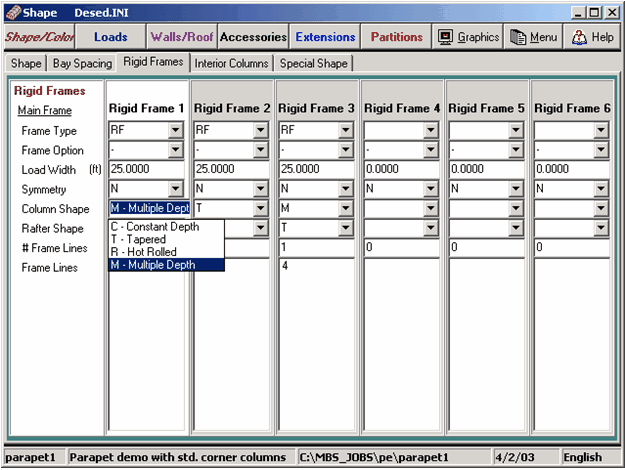 Shape Desed.INI
Shape/Color Loads Walls/Roof Accessories Extensions Partitions Graphics Menu Help
Shape Bay Spacing Rigid Frames Interior Columns Special Shape
Rigid Frames
Main Frame Rigid Frame 1 Rigid Frame 2 Rigid Frame 3 Rigid Frame 4 Rigid Frame 5 Rigid Frame 6
Frame Type RF RF RF
Frame Option - - - - - -
Load Width (ft) 25.0000 25.0000 25.0000 0.0000 0.0000 0.0000
Symmetry N N N N N N
Column Shape M - Multiple Dept T M
Rafter Shape T
# Frame Lines 1 0 0 0
Frame Lines 4
C - Constant Depth
T - Tapered
R - Hot Rolled
M - Multiple Depth
parapet1 Parapet demo with std. corner columns C:\MBS_JOBS\pe\parapet1 4/2/03 English